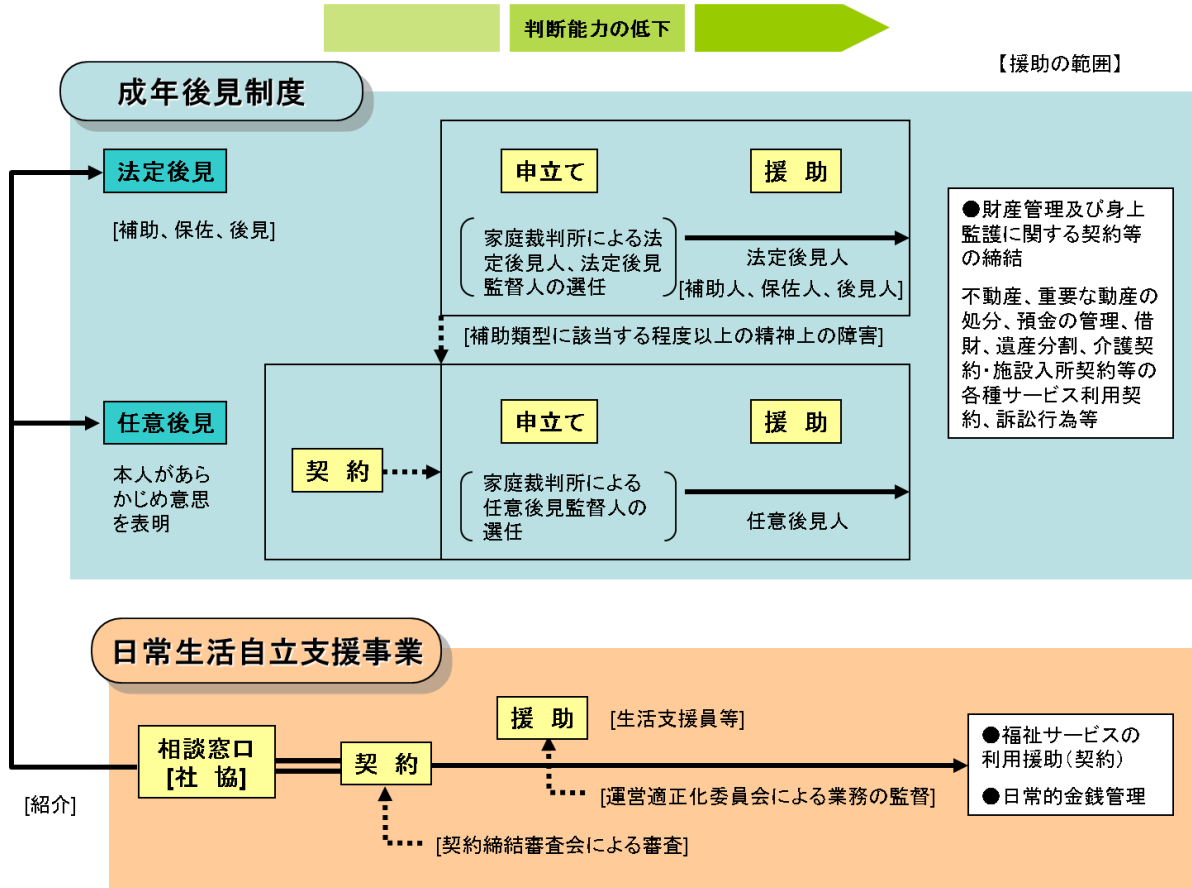 判断能力の低下
【援助の範囲】
成年後見制度
法定後見
[補助、保佐、後見]
申立て
援 助
家庭裁判所による法
定後見人、法定後見
監督人の選任
法定後見人
[補助人、保佐人、後見人]
[補助類型に該当する程度以上の精神上の障害]
●財産管理及び身上
監護に関する契約等
の締結
不動産、重要な動産の
処分、預金の管理、借
財、遺産分割、介護契
約・施設入所契約等の
各種サービス利用契
約、訴訟行為等
任意後見
本人があら
かじめ意思
を表明
契 約
申立て
援 助
家庭裁判所による
任意後見監督人の
選任
任意後見人
日常生活自立支援事業
相談窓口
[社 協]
[紹介]
契 約
援 助
[生活支援員等]
[運営適正化委員会による業務の監督]
[契約締結審査会による審査]
●福祉サービスの
利用援助(契約)
●日常的金銭管理